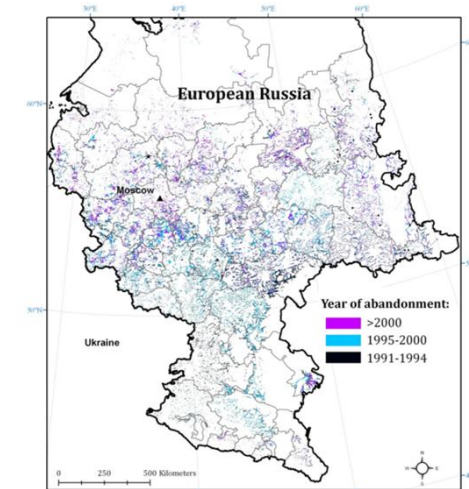 30°E 40°E 50°E 60°E
European Russia
60°N
Moscow
50°N
Year of abandonment:
>2000
1995-2000
1991-1994
Ukraine
0 250 500 Kilometers
N
W E
S